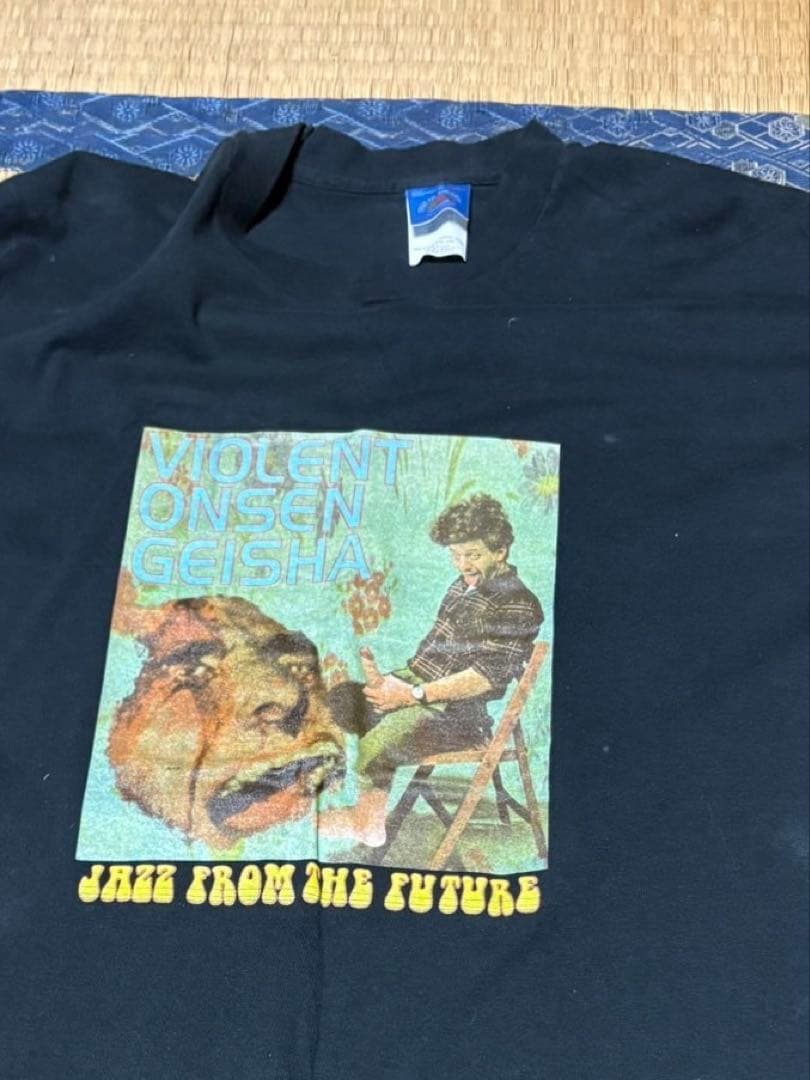 VIOLENT
ONSEN
GEISHA
JAZZ FROM THE FUTURE